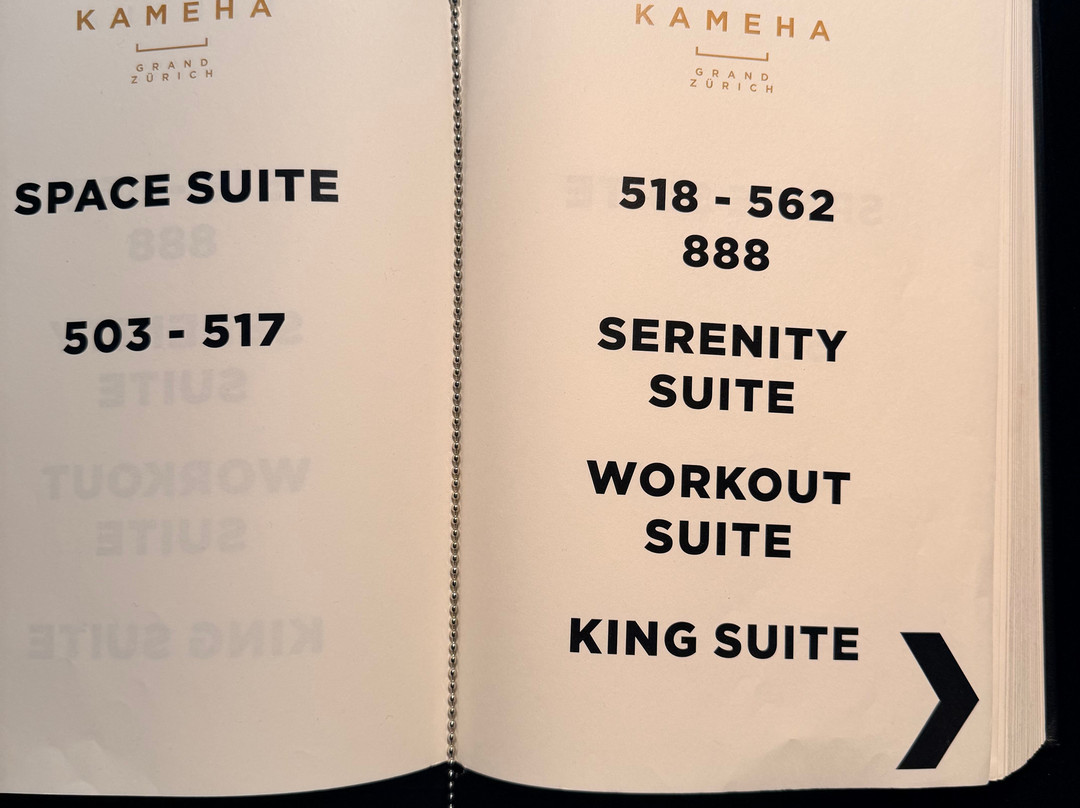 KAMEHA
GRAND
ZÜRICH
SPACE SUITE
503 - 517
KAMEHA
GRAND
ZÜRICH
518 - 562
888
SERENITY
SUITE
WORKOUT
SUITE
KING SUITE